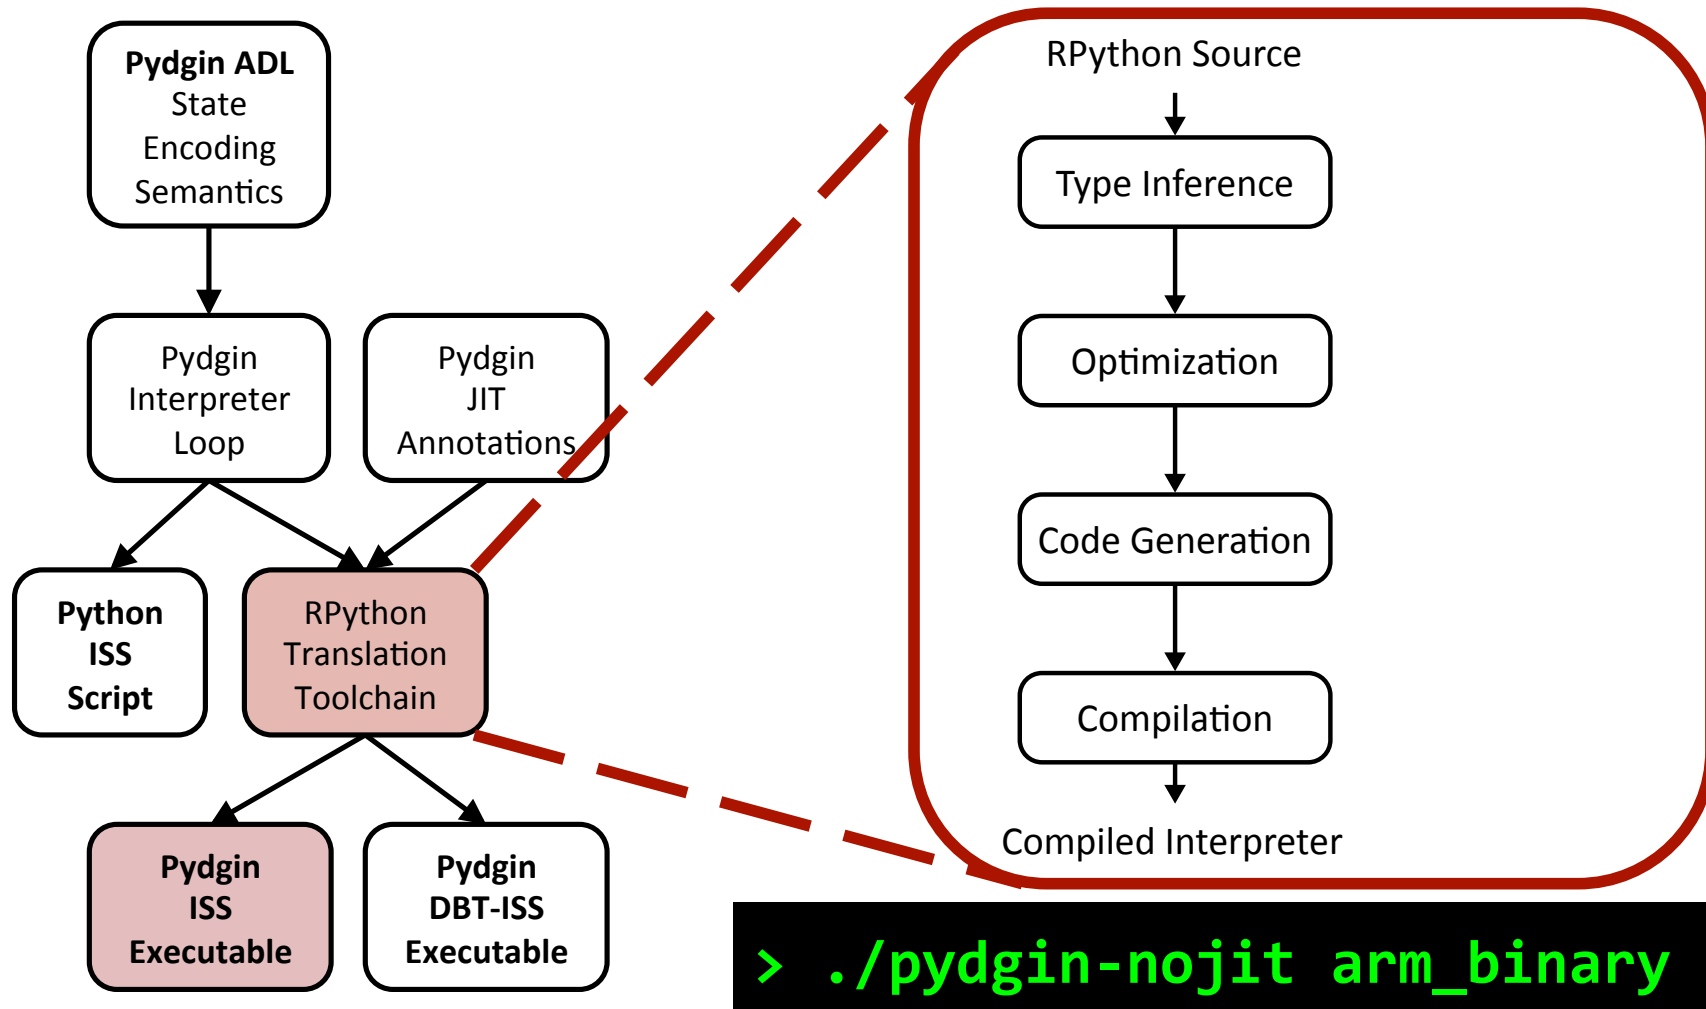 Pydgin ADL
State
Encoding
Semantics
Pydgin
Interpreter
Loop
Pydgin
JIT
Annotations
Python
ISS
Script
RPython
Translation
Toolchain
Pydgin
ISS
Executable
Pydgin
DBT-ISS
Executable
RPython Source
Type Inference
Optimization
Code Generation
Compilation
Compiled Interpreter
> ./pydgin-nojit arm_binary